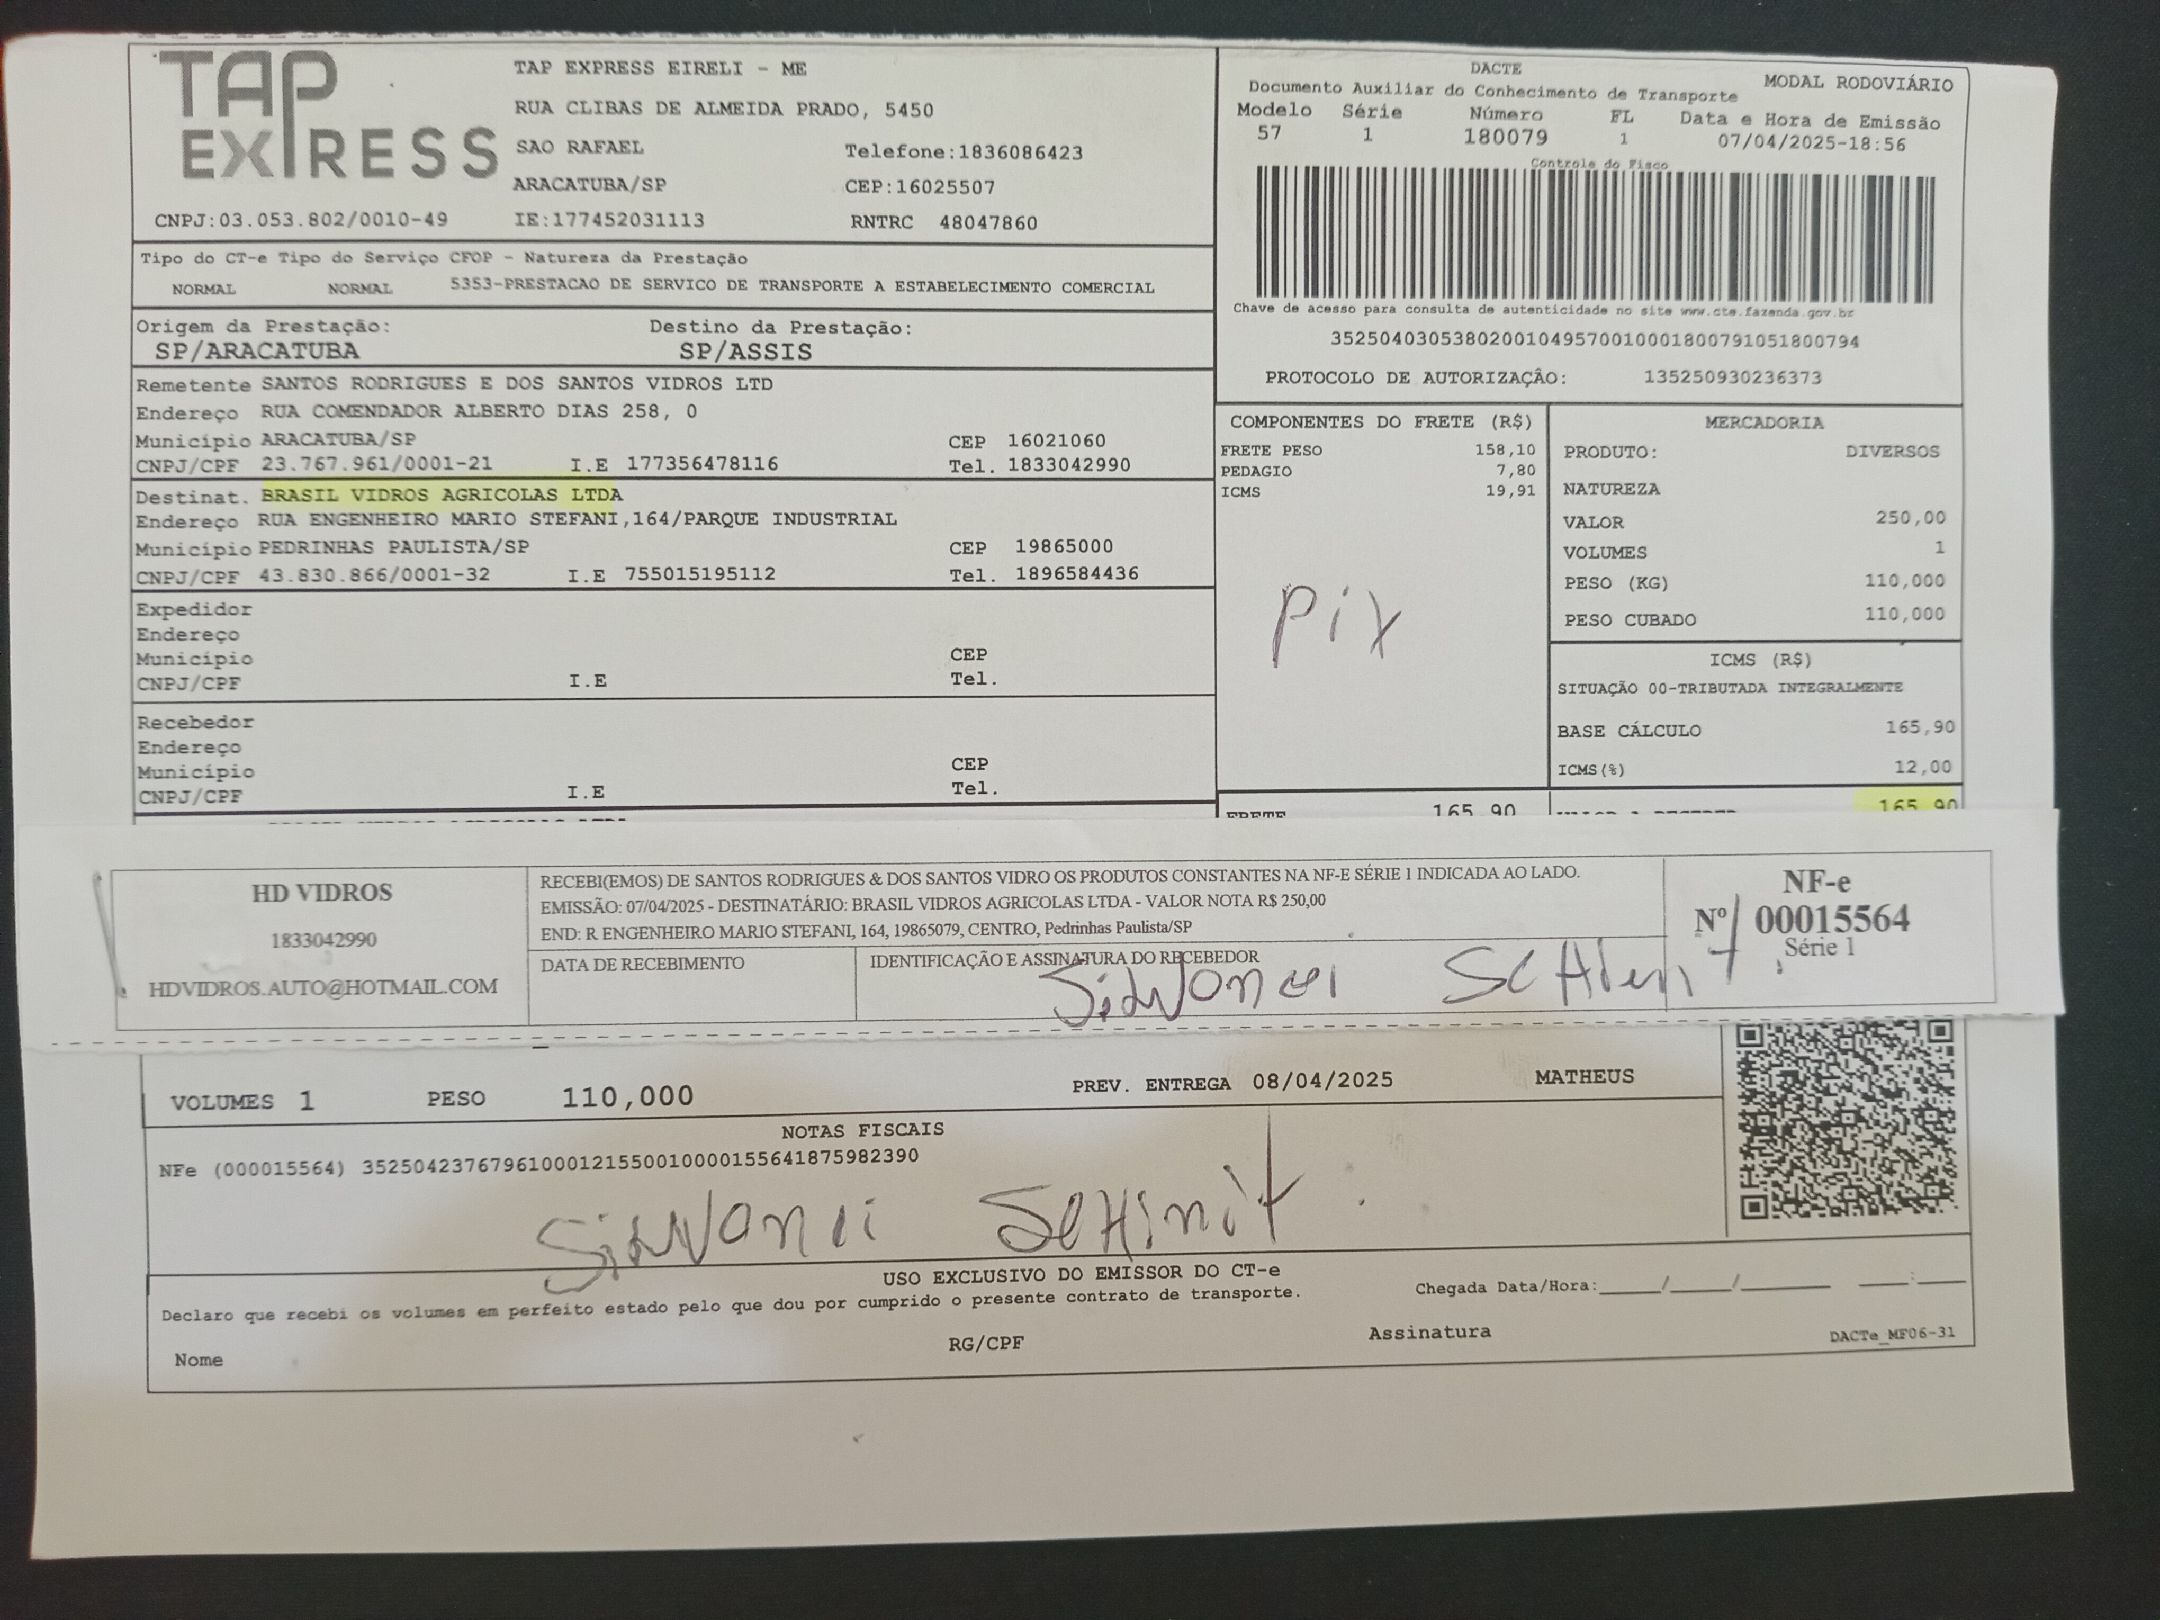 TAP EXPRESS
TAP EXPRESS EIRELI - ME
RUA CLIBAS DE ALMEIDA PRADO, 5450
SAO RAFAEL Telefone:1836086423
ARACATUBA/SP CEP:16025507
CNPJ:03.053.802/0010-49 IE:177452031113 RNTRC 48047860
DACTE
Documento Auxiliar do Conhecimento de Transporte MODAL RODOVIÁRIO
Modelo Série Número FL Data e Hora de Emissão
57 1 180079 1 07/04/2025-18:56
Controle do Fisco
Chave de acesso para consulta de autenticidade no site www.cte.fazenda.gov.br
35250403053802001049570010001800791051800794
PROTOCOLO DE AUTORIZAÇÃO: 135250930236373
Tipo do CT-e Tipo do Serviço CFOP - Natureza da Prestação
NORMAL NORMAL 5353-PRESTACAO DE SERVICO DE TRANSPORTE A ESTABELECIMENTO COMERCIAL
Origem da Prestação: Destino da Prestação:
SP/ARACATUBA SP/ASSIS
Remetente SANTOS RODRIGUES E DOS SANTOS VIDROS LTD
Endereço RUA COMENDADOR ALBERTO DIAS 258, 0
Município ARACATUBA/SP CEP 16021060
CNPJ/CPF 23.767.961/0001-21 I.E 177356478116 Tel. 1833042990
Destinat. BRASIL VIDROS AGRICOLAS LTDA
Endereço RUA ENGENHEIRO MARIO STEFANI,164/PARQUE INDUSTRIAL
Município PEDRINHAS PAULISTA/SP CEP 19865000
CNPJ/CPF 43.830.866/0001-32 I.E 755015195112 Tel. 1896584436
Expedidor
Endereço
Município CEP
CNPJ/CPF I.E Tel.
Recebedor
Endereço
Município CEP
CNPJ/CPF I.E Tel.
COMPONENTES DO FRETE (R$)
FRETE PESO 158,10
PEDAGIO 7,80
ICMS 19,91
Pix
FRETE 165,90
MERCADORIA
PRODUTO: DIVERSOS
NATUREZA
VALOR 250,00
VOLUMES 1
PESO (KG) 110,000
PESO CUBADO 110,000
ICMS (R$)
SITUAÇÃO 00-TRIBUTADA INTEGRALMENTE
BASE CÁLCULO 165,90
ICMS(%) 12,00
165,90
HD VIDROS
1833042990
HDVIDROS.AUTO@HOTMAIL.COM
RECEBI(EMOS) DE SANTOS RODRIGUES & DOS SANTOS VIDRO OS PRODUTOS CONSTANTES NA NF-E SÉRIE 1 INDICADA AO LADO.
EMISSÃO: 07/04/2025 - DESTINATÁRIO: BRASIL VIDROS AGRICOLAS LTDA - VALOR NOTA R$ 250,00
END: R ENGENHEIRO MARIO STEFANI, 164, 19865079, CENTRO, Pedrinhas Paulista/SP
DATA DE RECEBIMENTO IDENTIFICAÇÃO E ASSINATURA DO RECEBEDOR
NF-e
Nº 00015564
Série 1
VOLUMES 1 PESO 110,000 PREV. ENTREGA 08/04/2025 MATHEUS
NOTAS FISCAIS
NFe (000015564) 35250423767961000121550010000155641875982390
USO EXCLUSIVO DO EMISSOR DO CT-e
Declaro que recebi os volumes em perfeito estado pelo que dou por cumprido o presente contrato de transporte. Chegada Data/Hora:____/____/______ ____:____
Nome RG/CPF Assinatura DACTe_MF06-31